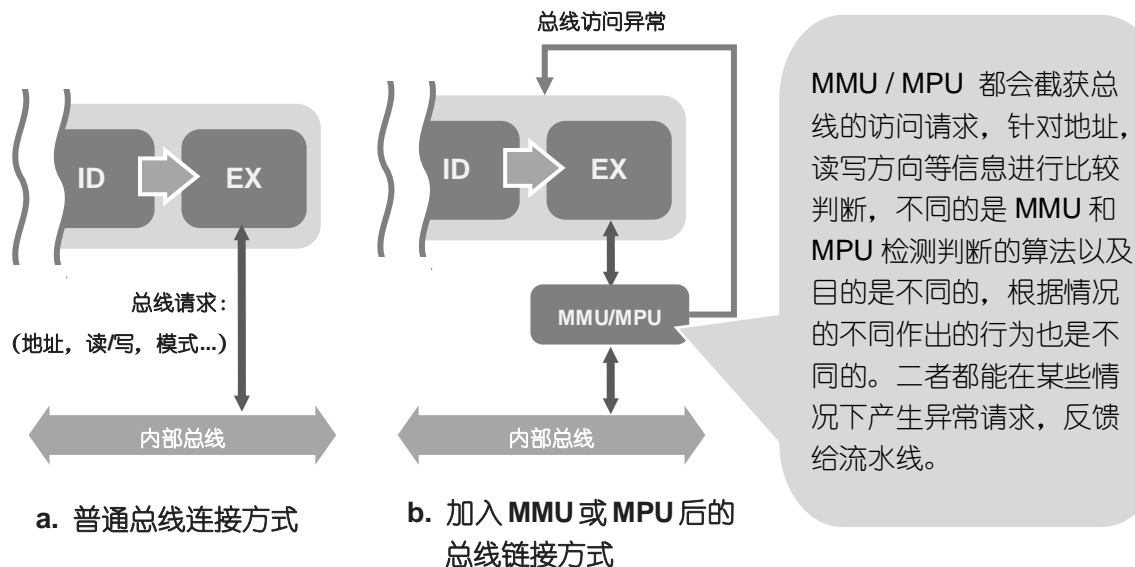 总线访问异常
ID
EX
ID
EX
总线请求：
（地址，读/写，模式...）
MMU/MPU
内部总线
内部总线
a. 普通总线连接方式
b. 加入 MMU 或 MPU 后的
总线链接方式
MMU / MPU 都会截获总
线的访问请求，针对地址，
读写方向等信息进行比较
判断，不同的是 MMU 和
MPU 检测判断的算法以及
目的是不同的，根据情况
的不同作出的行为也是不
同的。二者都能在某些情
况下产生异常请求，反馈
给流水线。